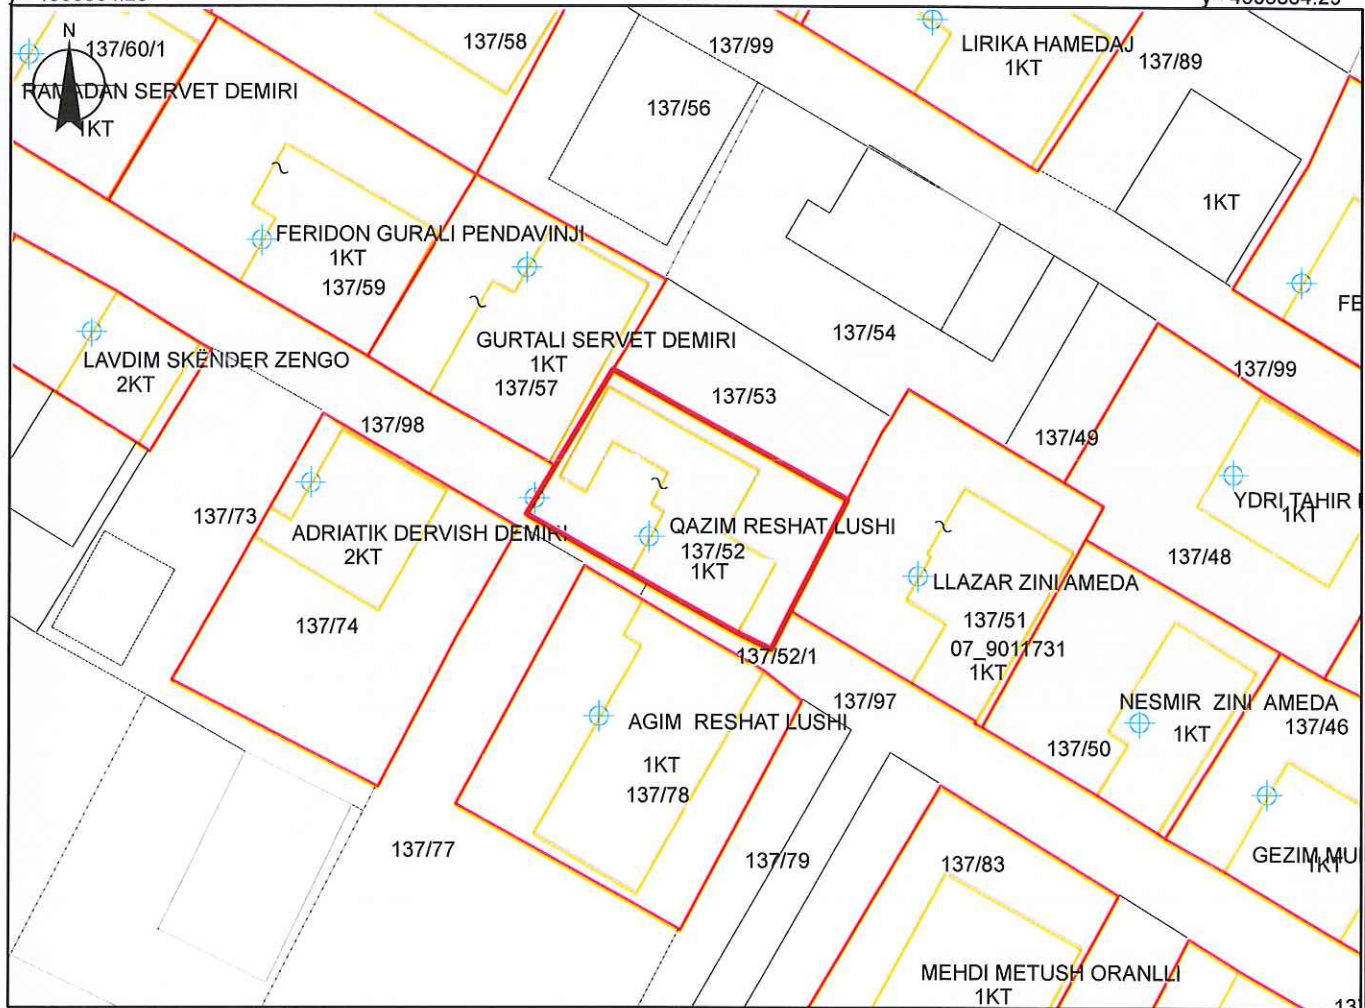 N
137/60/1
RAMADAN SERVET DEMIRI
1KT
137/58
137/99
137/56
LIRIKA HAMEDAJ
1KT
137/89
1KT
FERIDON GURALI PENDAVINJI
1KT
137/59
GURTALI SERVET DEMIRI
1KT
137/57
137/54
137/53
137/99
LAVDIM SKËNDER ZENGO
2KT
137/98
137/49
137/73
ADRIATIK DERVISH DEMIRI
2KT
137/74
QAZIM RESHAT LUSHI
137/52
1KT
YDRI TAHIR
1KT
137/48
LLAZAR ZINI AMEDA
137/51
07_9011731
1KT
137/52/1
137/97
NESMIR ZINI AMEDA
1KT
137/46
137/50
AGIM RESHAT LUSHI
1KT
137/78
137/77
137/79
137/83
GEZIM
1KT
MEHDI METUSH ORANLLI
1KT